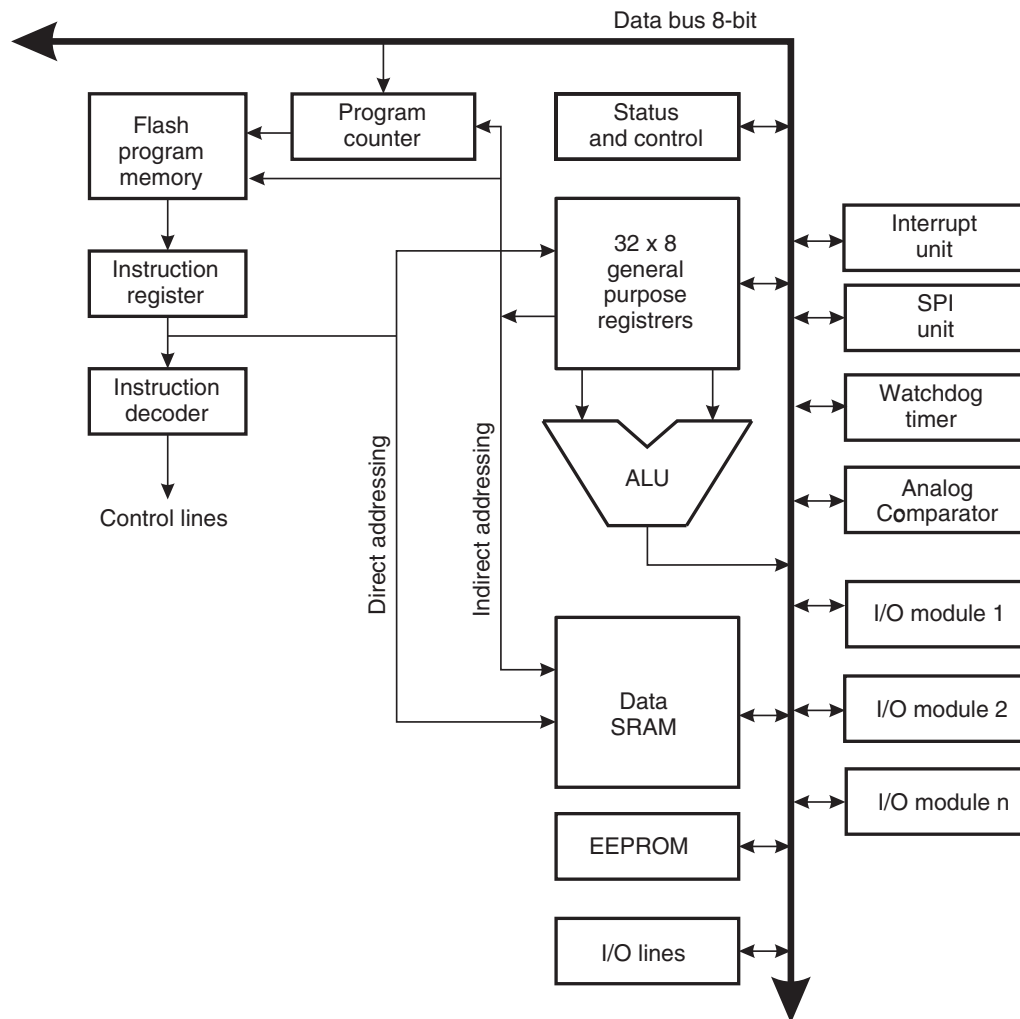 Data bus 8-bit
Flash
program
memory
Program
counter
Status
and control
Instruction
register
32 x 8
general
purpose
registrers
Interrupt
unit
SPI
unit
Instruction
decoder
Watchdog
timer
Control lines
Direct addressing
Indirect addressing
ALU
Analog
Comparator
I/O module 1
Data
SRAM
I/O module 2
I/O module n
EEPROM
I/O lines